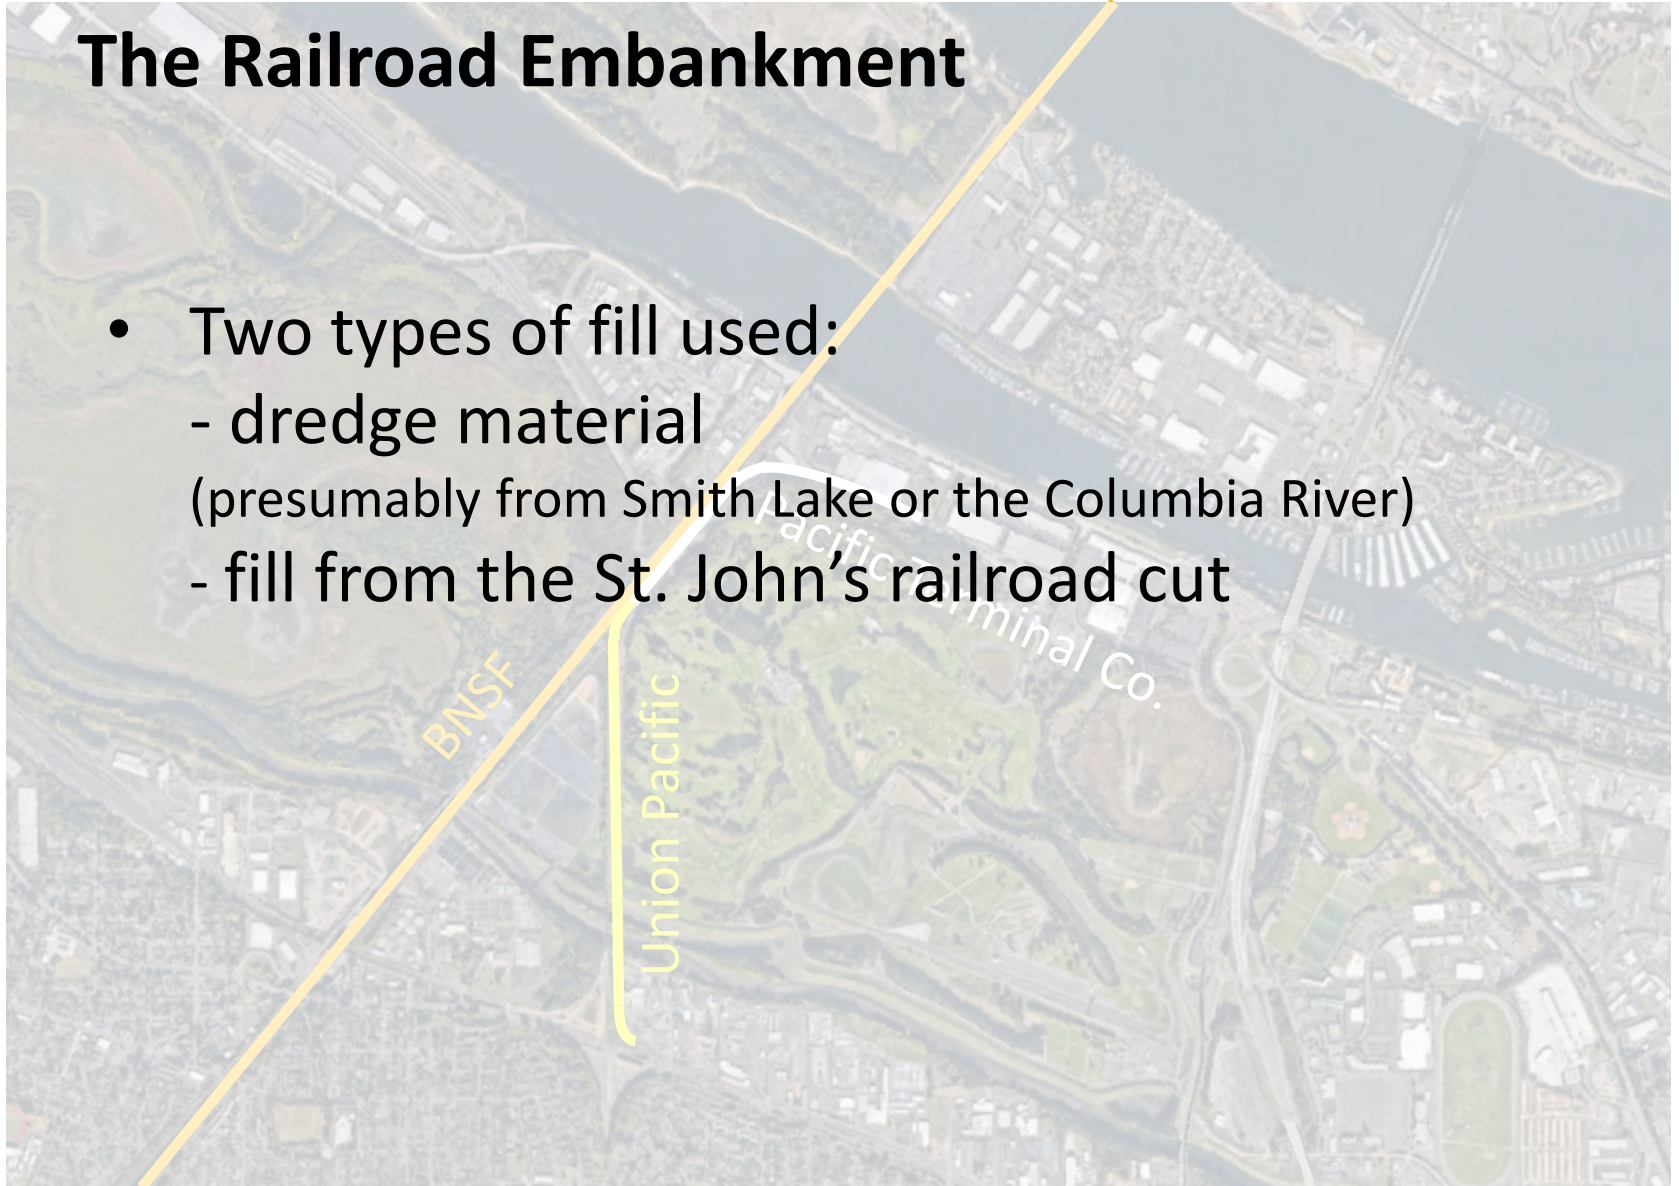 The Railroad Embankment
• Two types of fill used:
- dredge material
(presumably from Smith Lake or the Columbia River)
- fill from the St. John’s railroad cut
Pacific Terminal Co.
BNSF
Union Pacific